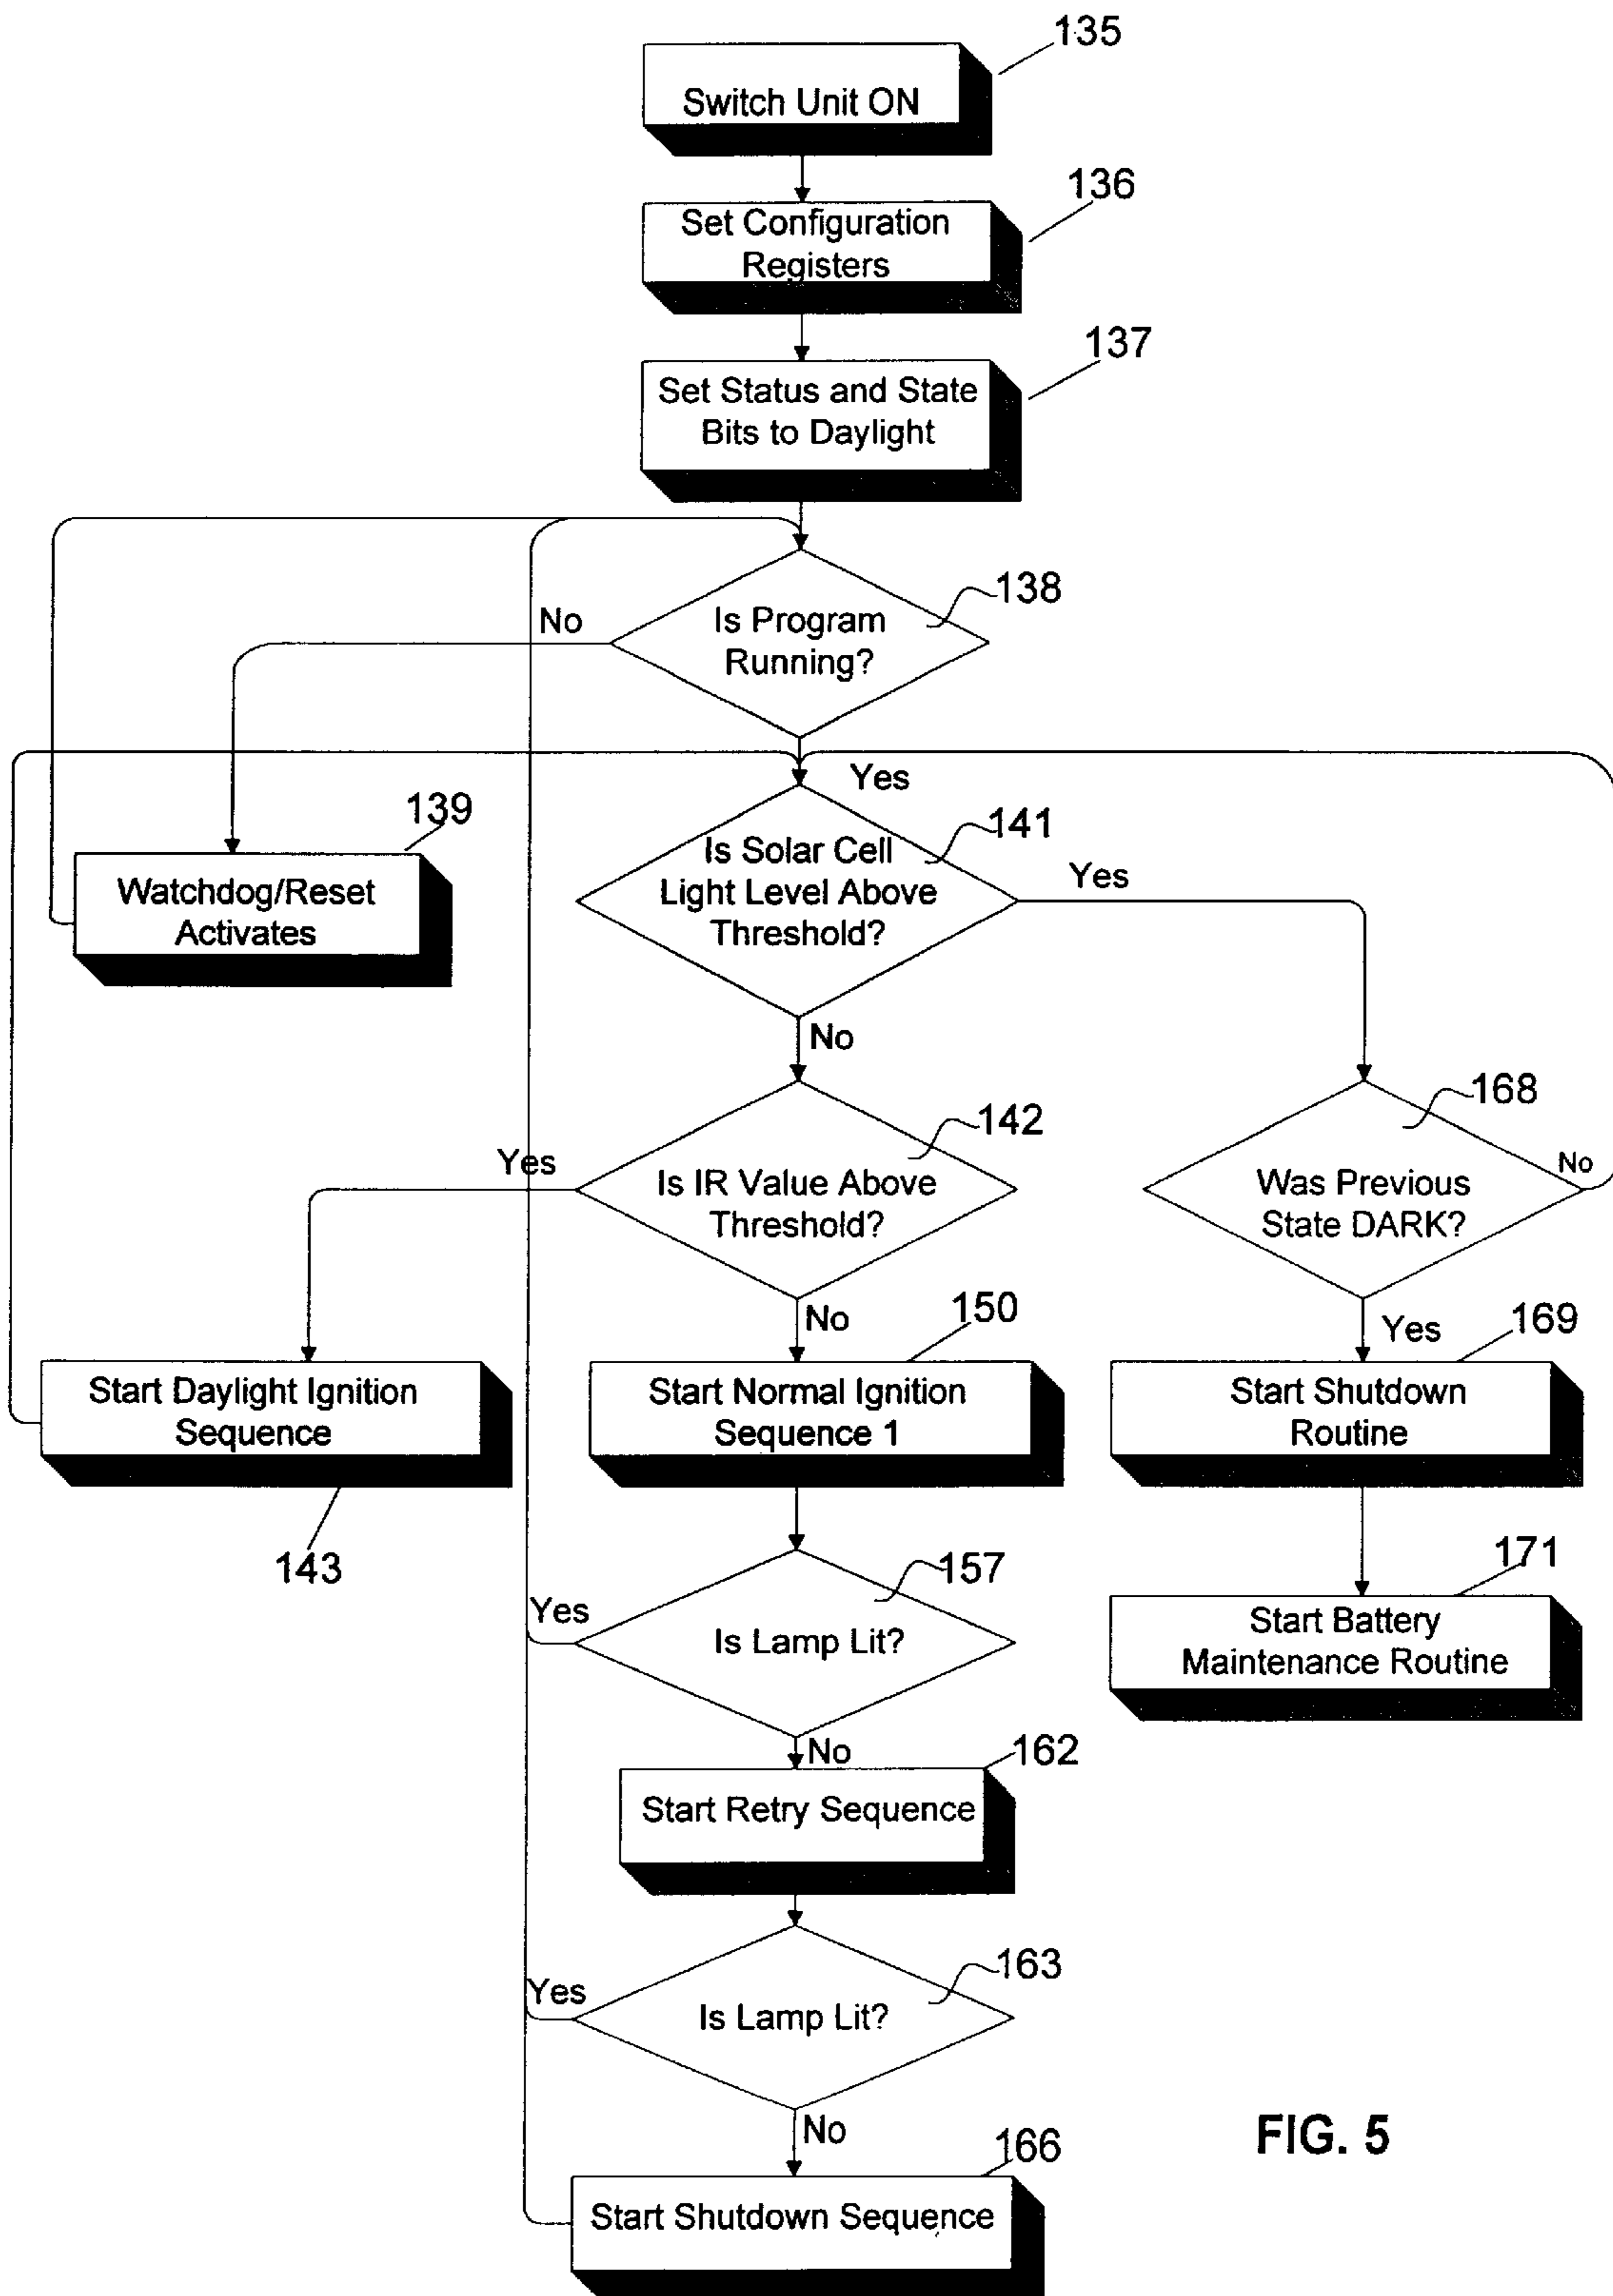 135
Switch Unit ON
136
Set Configuration
Registers
137
Set Status and State
Bits to Daylight
138
No
Is Program
Running?
Yes
139
Watchdog/Reset
Activates
141
Is Solar Cell
Light Level Above
Threshold?
Yes
No
142
Yes
Is IR Value Above
Threshold?
168
No
Was Previous
State DARK?
No
150
Yes
169
Start Daylight Ignition
Sequence
143
Start Normal Ignition
Sequence 1
Start Shutdown
Routine
157
Yes
Is Lamp Lit?
171
Start Battery
Maintenance Routine
No
162
Start Retry Sequence
163
Yes
Is Lamp Lit?
No
166
Start Shutdown Sequence
FIG. 5